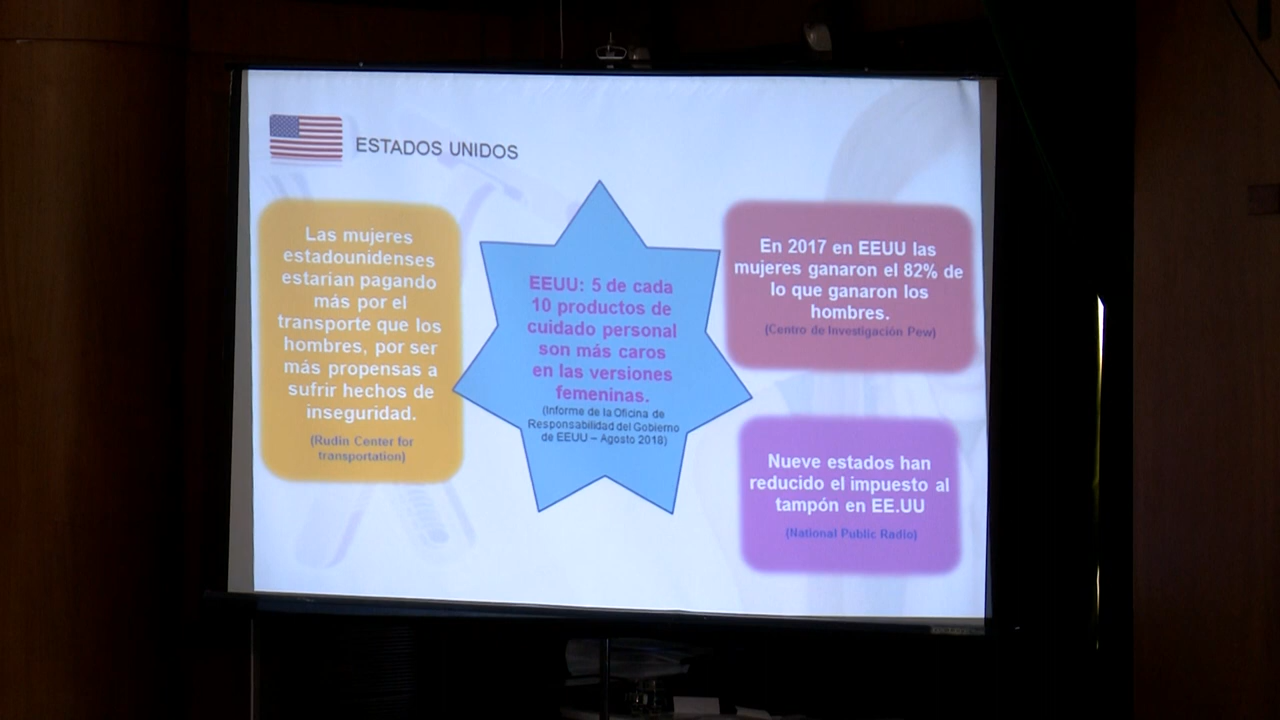 ESTADOS UNIDOS
Las mujeres
estadounidenses
estarían pagando
más por el
transporte que los
hombres, por ser
más propensas a
sufrir hechos de
inseguridad.
(Rudin Center for
transportation)
EEUU: 5 de cada
10 productos de
cuidado personal
son más caros
en las versiones
femeninas.
(Informe de la Oficina de
Responsabilidad del Gobierno
de EEUU – Agosto 2018)
En 2017 en EEUU las
mujeres ganaron el 82% de
lo que ganaron los
hombres.
(Centro de Investigación Pew)
Nueve estados han
reducido el impuesto al
tampón en EE.UU
(National Public Radio)